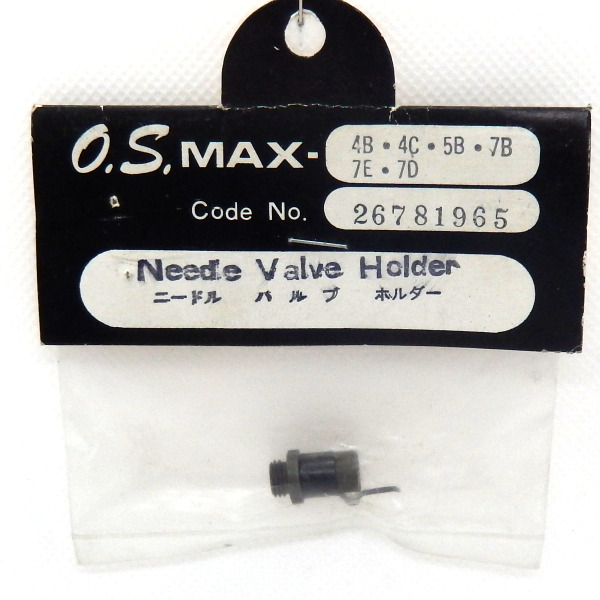 O.S. MAX- 4B・4C・5B・7B
7E・7D
Code No. 26781965
Needle Valve Holder
ニードル バルブ ホルダー